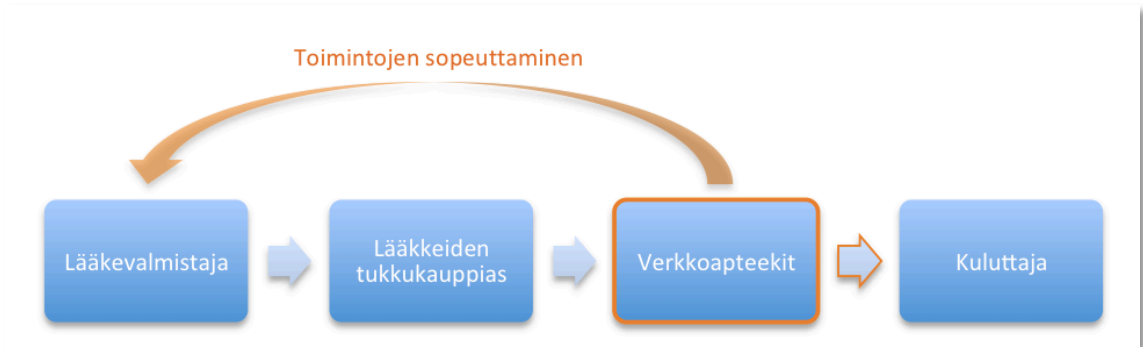 Toimintojen sopeuttaminen
Lääkevalmistaja
Lääkkeiden
tukkukauppias
Verkkoapteekit
Kuluttaja